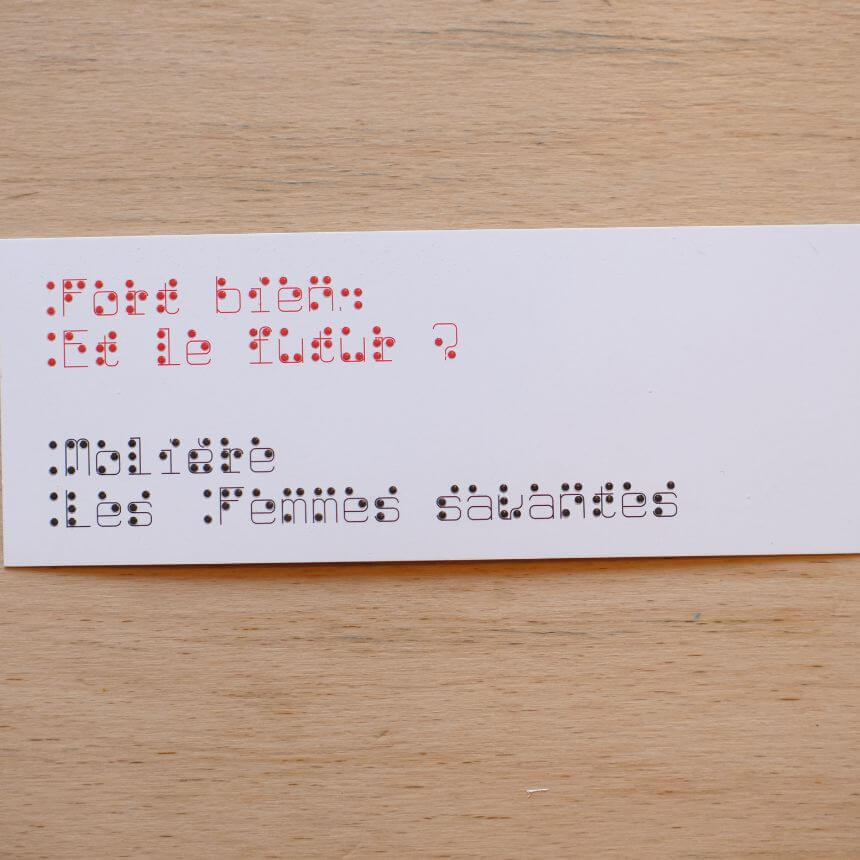 Fort bien.
Et le futur ?
Molière
Les Femmes savantes